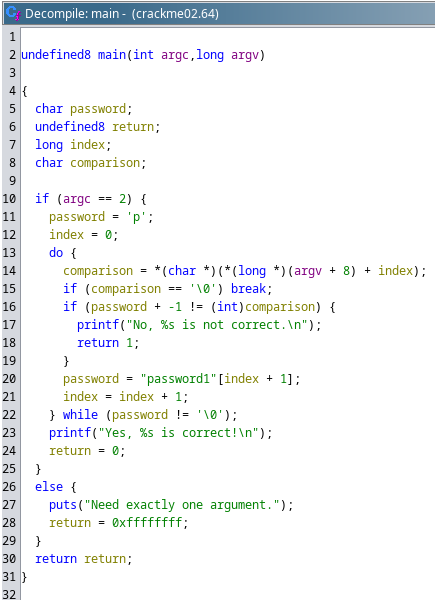 Decompile: main - (crackme02.64)
1
2 undefined8 main(int argc,long argv)
3
4 {
5   char password;
6   undefined8 return;
7   long index;
8   char comparison;
9
10   if (argc == 2) {
11     password = 'p';
12     index = 0;
13     do {
14       comparison = *(char *)(*(long *)(argv + 8) + index);
15       if (comparison == '\0') break;
16       if (password + -1 != (int)comparison) {
17         printf("No, %s is not correct.\n");
18         return 1;
19       }
20       password = "password1"[index + 1];
21       index = index + 1;
22     } while (password != '\0');
23     printf("Yes, %s is correct!\n");
24     return = 0;
25   }
26   else {
27     puts("Need exactly one argument.");
28     return = 0xffffffff;
29   }
30   return return;
31 }
32